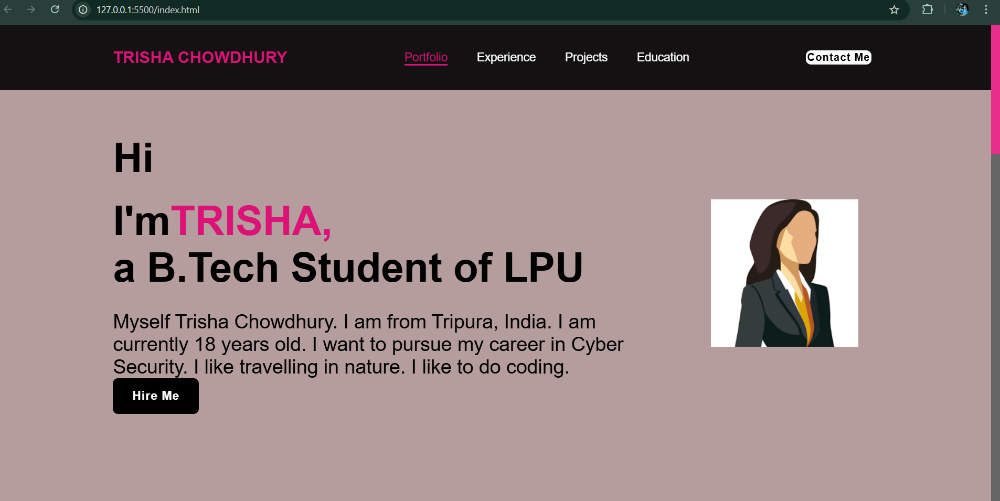 127.0.0.1:5500/index.html
TRISHA CHOWDHURY
Portfolio
Experience
Projects
Education
Contact Me
Hi
I'mTRISHA,
a B.Tech Student of LPU
Myself Trisha Chowdhury. I am from Tripura, India. I am
currently 18 years old. I want to pursue my career in Cyber
Security. I like travelling in nature. I like to do coding.
Hire Me